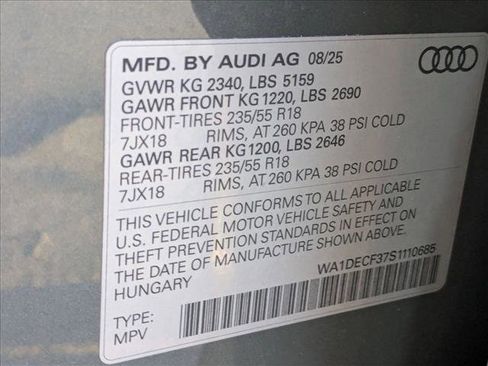 MFD. BY AUDI AG 08/25
GVWR KG 2340, LBS 5159
GAWR FRONT KG 1220, LBS 2690
FRONT-TIRES 235/55 R18
7JX18 RIMS, AT 260 KPA 38 PSI COLD
GAWR REAR KG 1200, LBS 2646
REAR-TIRES 235/55 R18
7JX18 RIMS, AT 260 KPA 38 PSI COLD
THIS VEHICLE CONFORMS TO ALL APPLICABLE
U.S. FEDERAL MOTOR VEHICLE SAFETY AND
THEFT PREVENTION STANDARDS IN EFFECT ON
THE DATE OF MANUFACTURE SHOWN ABOVE.
HUNGARY
WA1DECF37S1110685
TYPE:
MPV